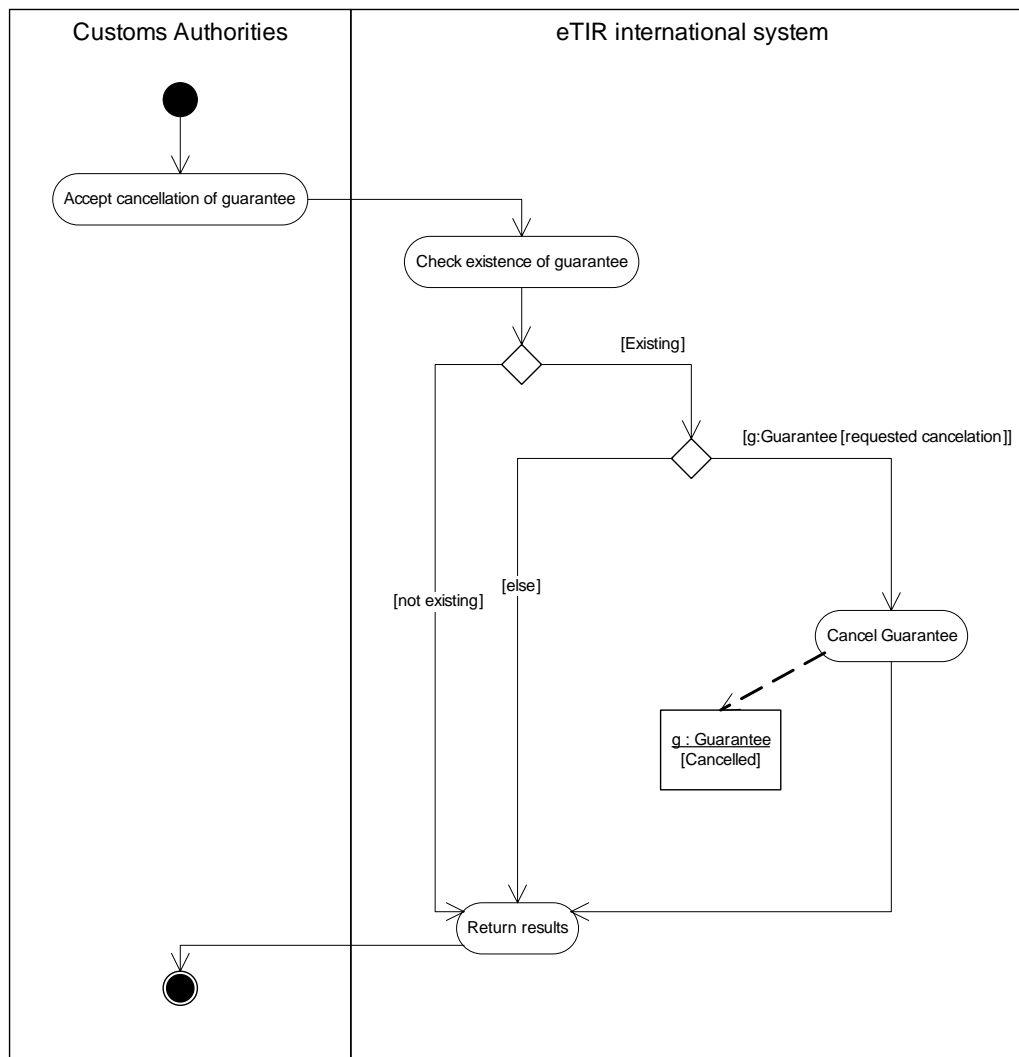 Customs Authorities
eTIR international system
Accept cancellation of guarantee
Check existence of guarantee
[Existing]
[g:Guarantee [requested cancelation]]
[not existing]
[else]
Cancel Guarantee
g : Guarantee
[Cancelled]
Return results